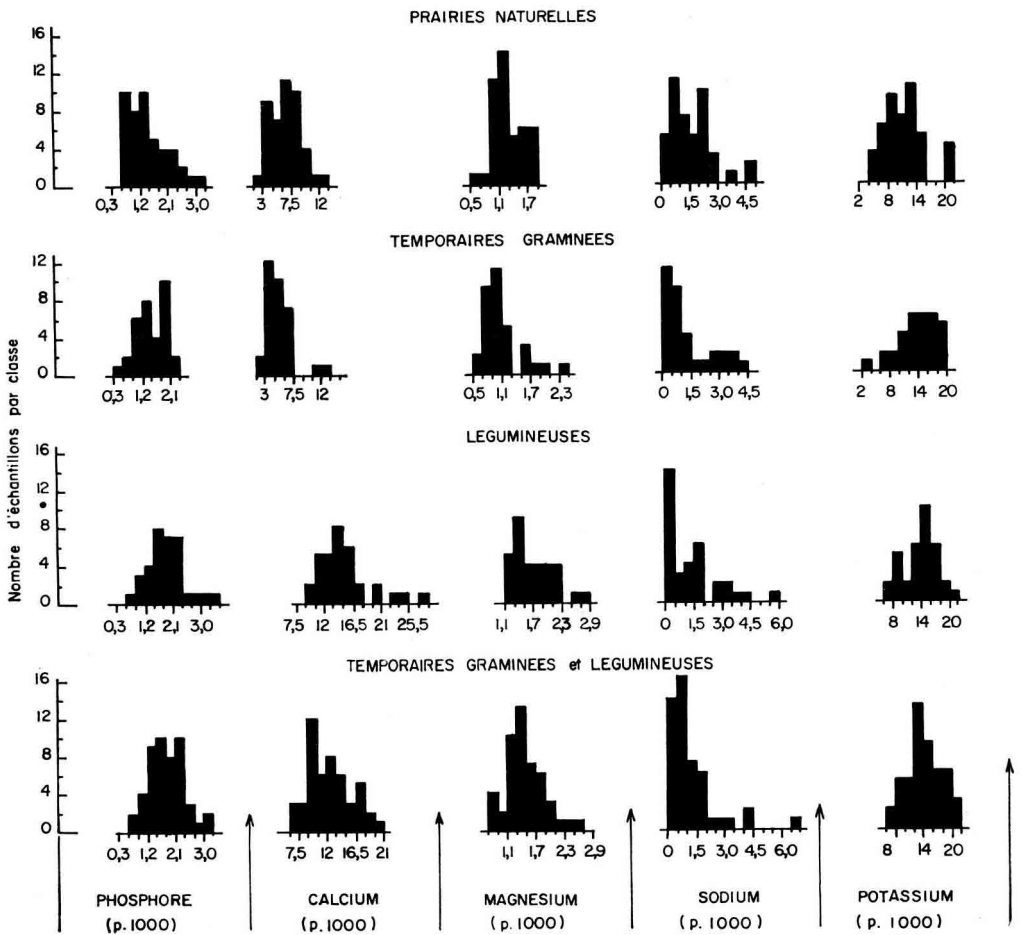 PRAIRIES NATURELLES
16
12
8
4
0
0,3 1,2 2,1 3,0
3 7,5 12
0,5 1,1 1,7
0 1,5 3,0 4,5
2 8 14 20
TEMPORAIRES GRAMINEES
12
8
4
0
0,3 1,2 2,1
3 7,5 12
0,5 1,1 1,7 2,3
0 1,5 3,0 4,5
2 8 14 20
Nombre d'échantillons par classe
LEGUMINEUSES
16
12
8
4
0
0,3 1,2 2,1 3,0
7,5 12 16,5 21 25,5
1,1 1,7 2,3 2,9
0 1,5 3,0 4,5 6,0
8 14 20
TEMPORAIRES GRAMINEES et LEGUMINEUSES
16
12
8
4
0
0,3 1,2 2,1 3,0
7,5 12 16,5 21
1,1 1,7 2,3 2,9
0 1,5 3,0 4,5 6,0
8 14 20
PHOSPHORE CALCIUM MAGNESIUM SODIUM POTASSIUM
(p.1000) (p.1000) (p.1000) (p.1000) (p.1000)